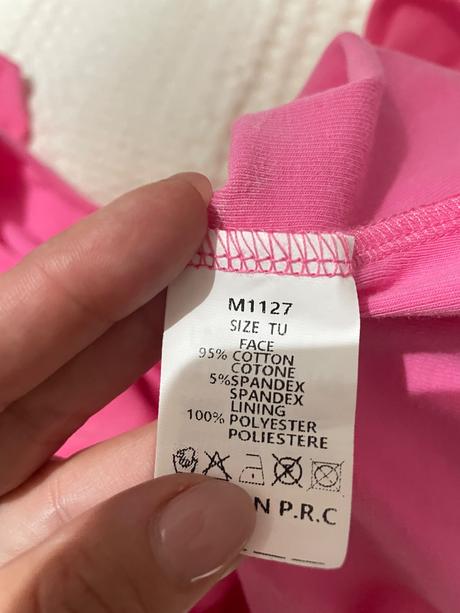 M1127
SIZE TU
FACE
95% COTTON
COTONE
5%SPANDEX
SPANDEX
LINING
100% POLYESTER
POLIESTERE
N P.R.C